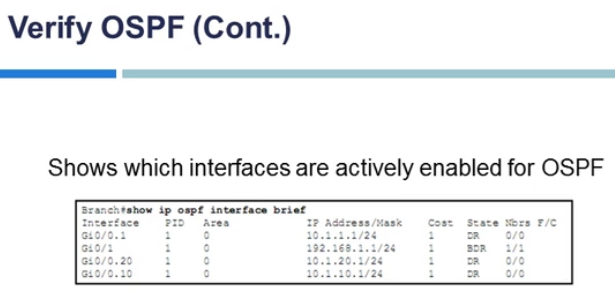 Verify OSPF (Cont.)
Shows which interfaces are actively enabled for OSPF
Branch#show ip ospf interface brief
Interface PID Area IP Address/Mask Cost State Nbrs F/C
Gi0/0.1 1 0 10.1.1.1/24 1 DR 0/0
Gi0/1 1 0 192.168.1.1/24 1 BDR 1/1
Gi0/0.20 1 0 10.1.20.1/24 1 DR 0/0
Gi0/0.10 1 0 10.1.10.1/24 1 DR 0/0